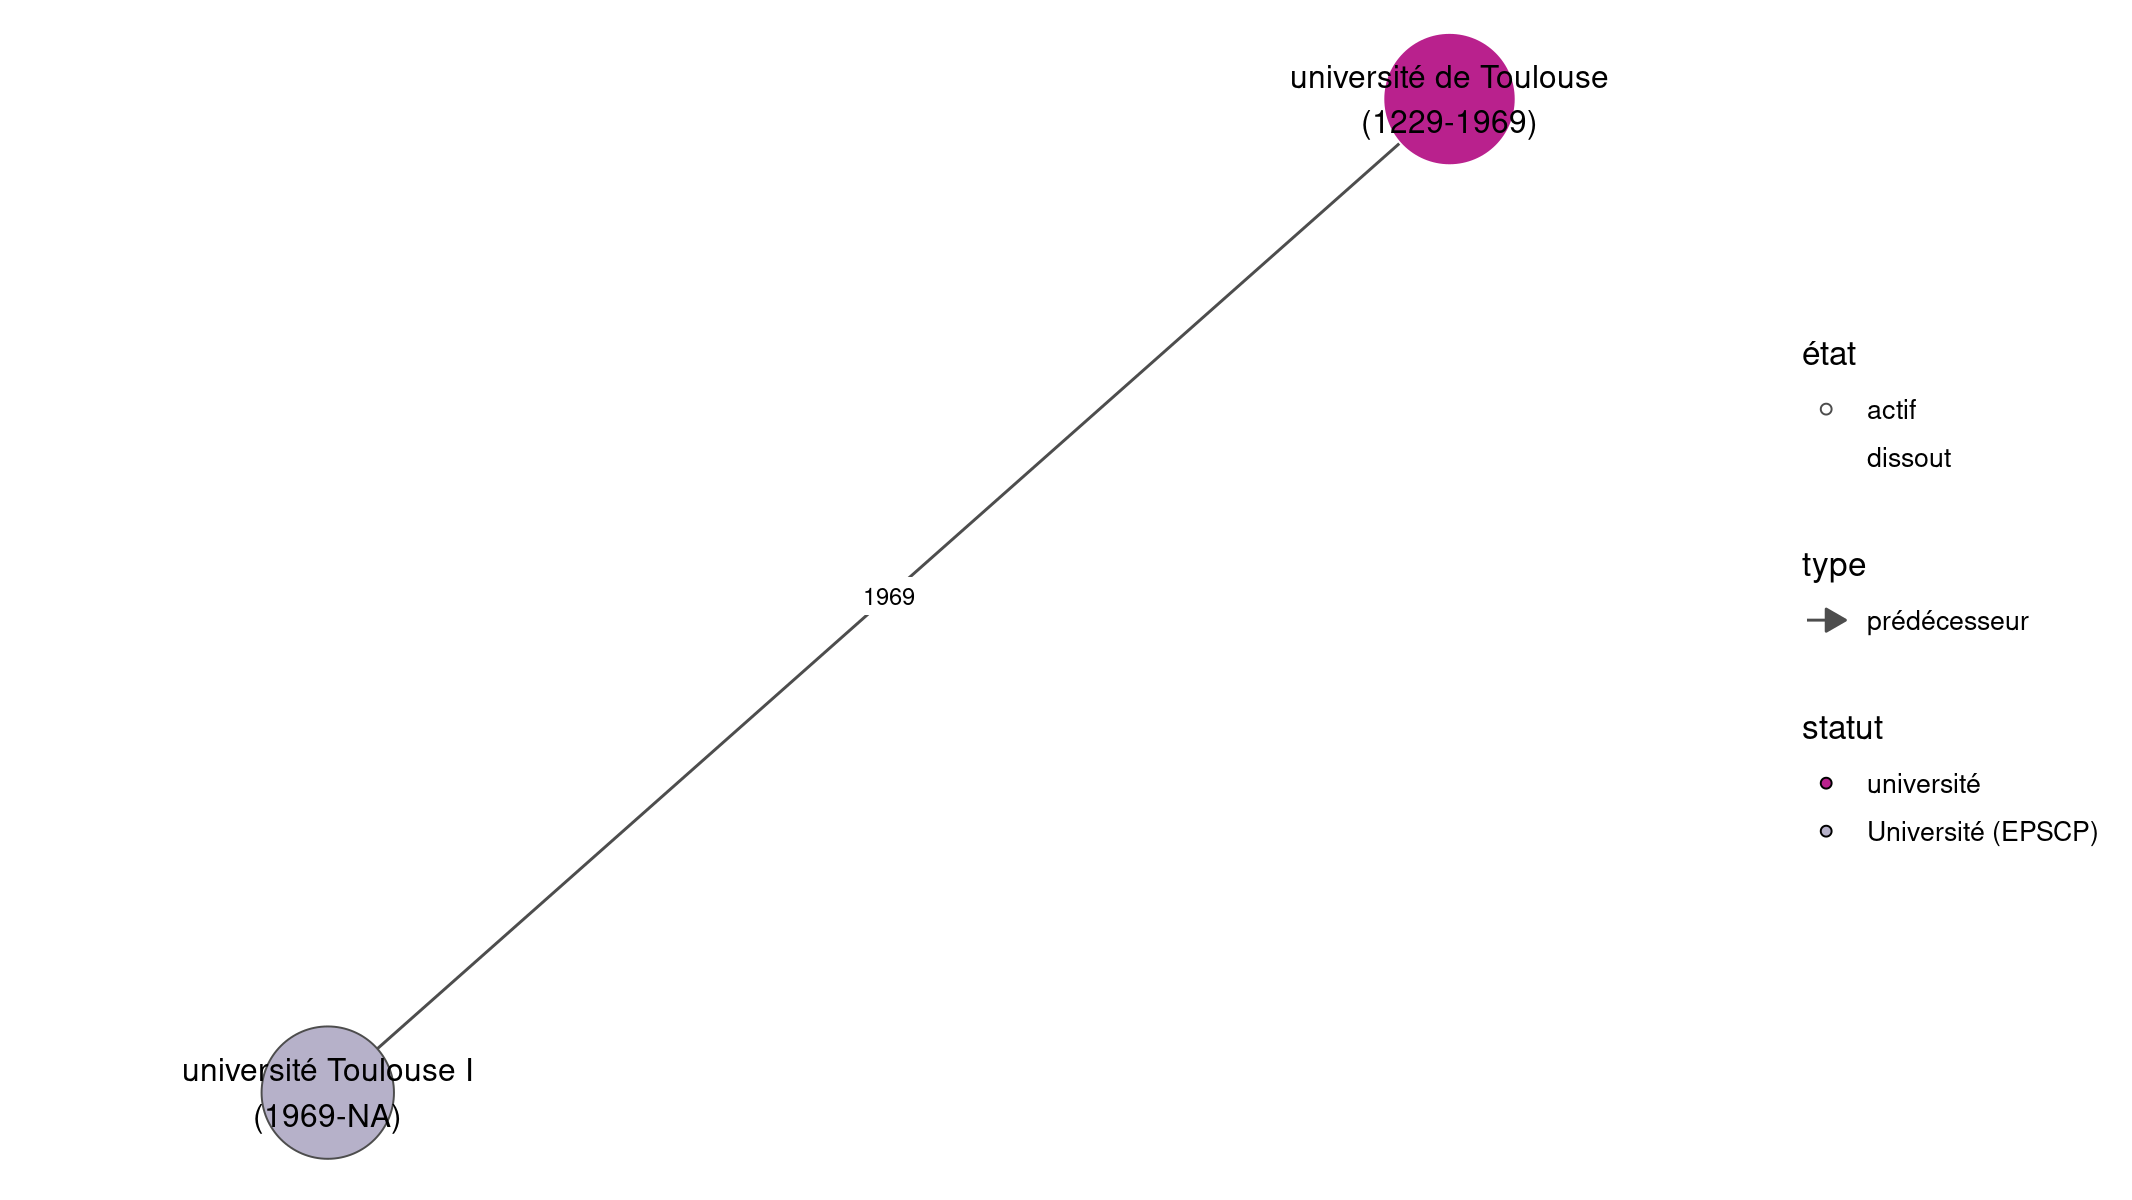 université de Toulouse
(1229-1969)
1969
université Toulouse I
(1969-NA)
état
actif
dissout
type
prédécesseur
statut
université
Université (EPSCP)